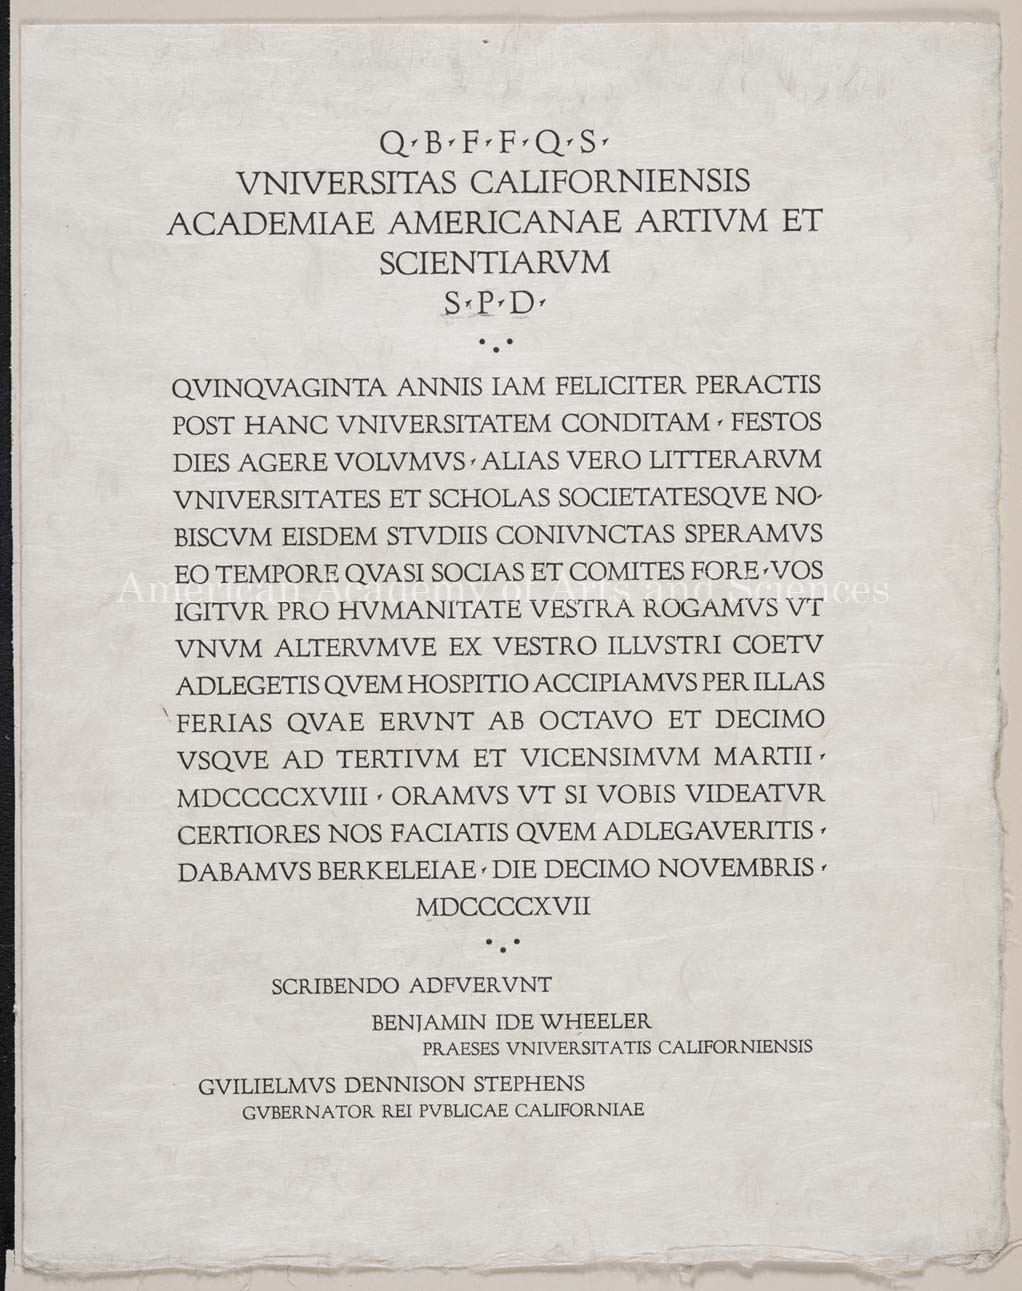 Q·B·F·F·Q·S·
VNIVERSITAS CALIFORNIENSIS
ACADEMIAE AMERICANAE ARTIVM ET
SCIENTIARVM
S·P·D·
QVINQVAGINTA ANNIS IAM FELICITER PERACTIS
POST HANC VNIVERSITATEM CONDITAM · FESTOS
DIES AGERE VOLVMVS · ALIAS VERO LITTERARVM
VNIVERSITATES ET SCHOLAS SOCIETATESQVE NO-
BISCVM EISDEM STVDIIS CONIVNCTAS SPERAMVS
EO TEMPORE QVASI SOCIAS ET COMITES FORE · VOS
American Academy of Arts and Sciences
IGITVR PRO HVMANITATE VESTRA ROGAMVS VT
VNVM ALTERVMVE EX VESTRO ILLVSTRI COETV
ADLEGETIS QVEM HOSPITIO ACCIPIAMVS PER ILLAS
FERIAS QVAE ERVNT AB OCTAVO ET DECIMO
VSQVE AD TERTIVM ET VICENSIMVM MARTII ·
MDCCCCXVIII · ORAMVS VT SI VOBIS VIDEATVR
CERTIORES NOS FACIATIS QVEM ADLEGAVERITIS ·
DABAMVS BERKELEIAE · DIE DECIMO NOVEMBRIS ·
MDCCCCXVII
SCRIBENDO ADFVERVNT
BENJAMIN IDE WHEELER
PRAESES VNIVERSITATIS CALIFORNIENSIS
GVILIELMVS DENNISON STEPHENS
GVBERNATOR REI PVBLICAE CALIFORNIAE